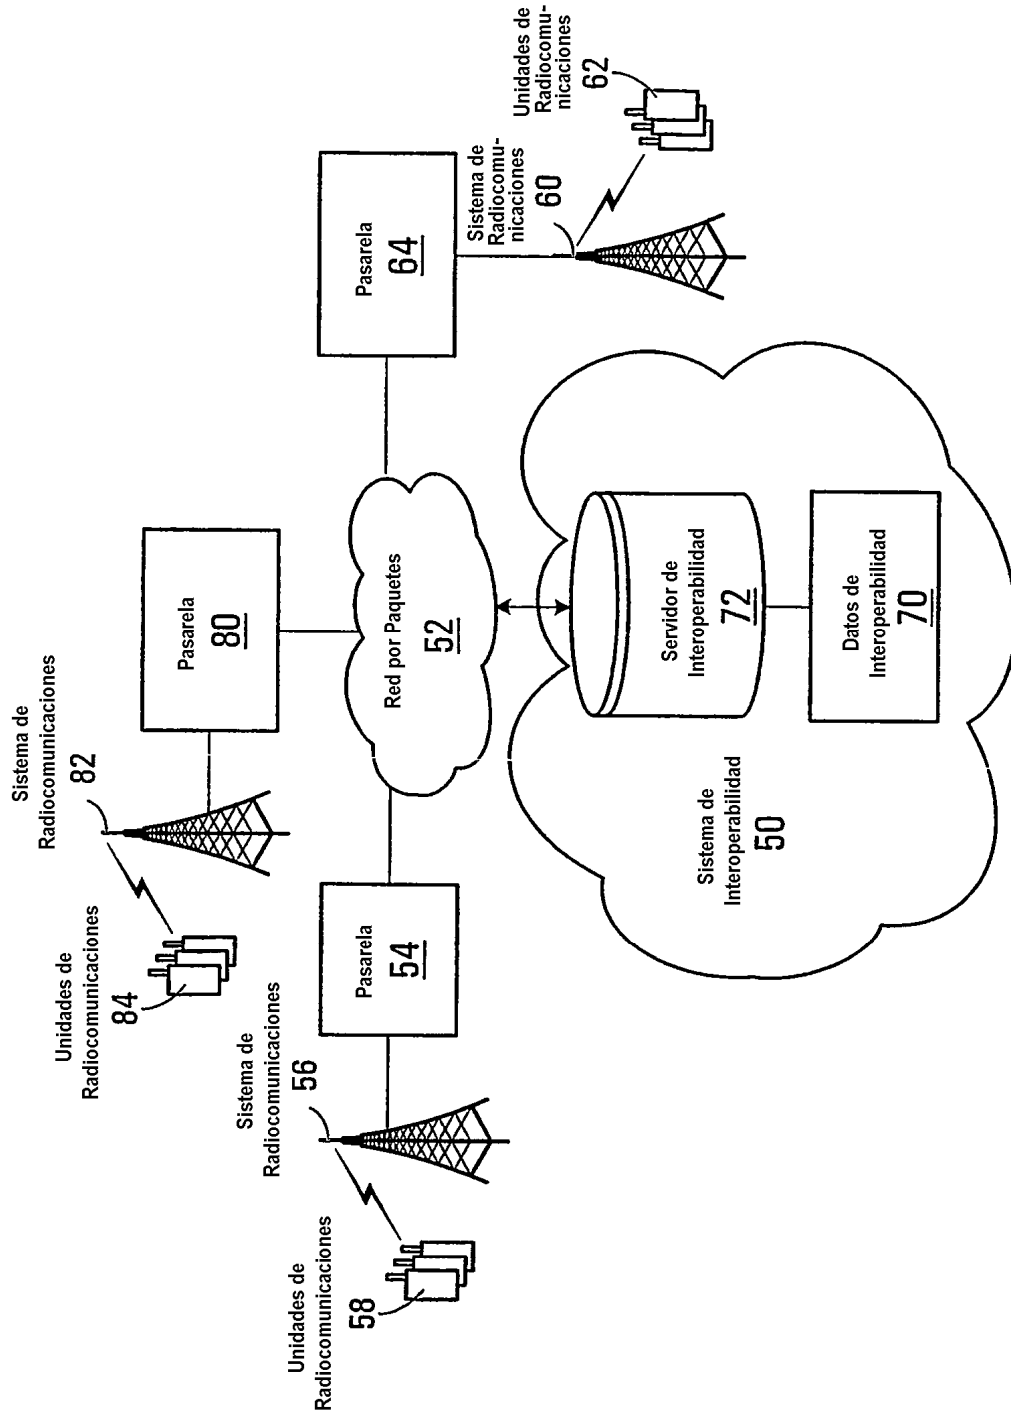 Sistema de
Radiocomunicaciones
82
Unidades de
Radiocomunicaciones
84
Pasarela
80
Sistema de
Radiocomunicaciones
56
Unidades de
Radiocomunicaciones
58
Pasarela
54
Red por Paquetes
52
Pasarela
64
Sistema de
Radiocomu-
nicaciones
60
Unidades de
Radiocomu-
nicaciones
62
Sistema de
Interoperabilidad
50
Servidor de
Interoperabilidad
72
Datos de
Interoperabilidad
70